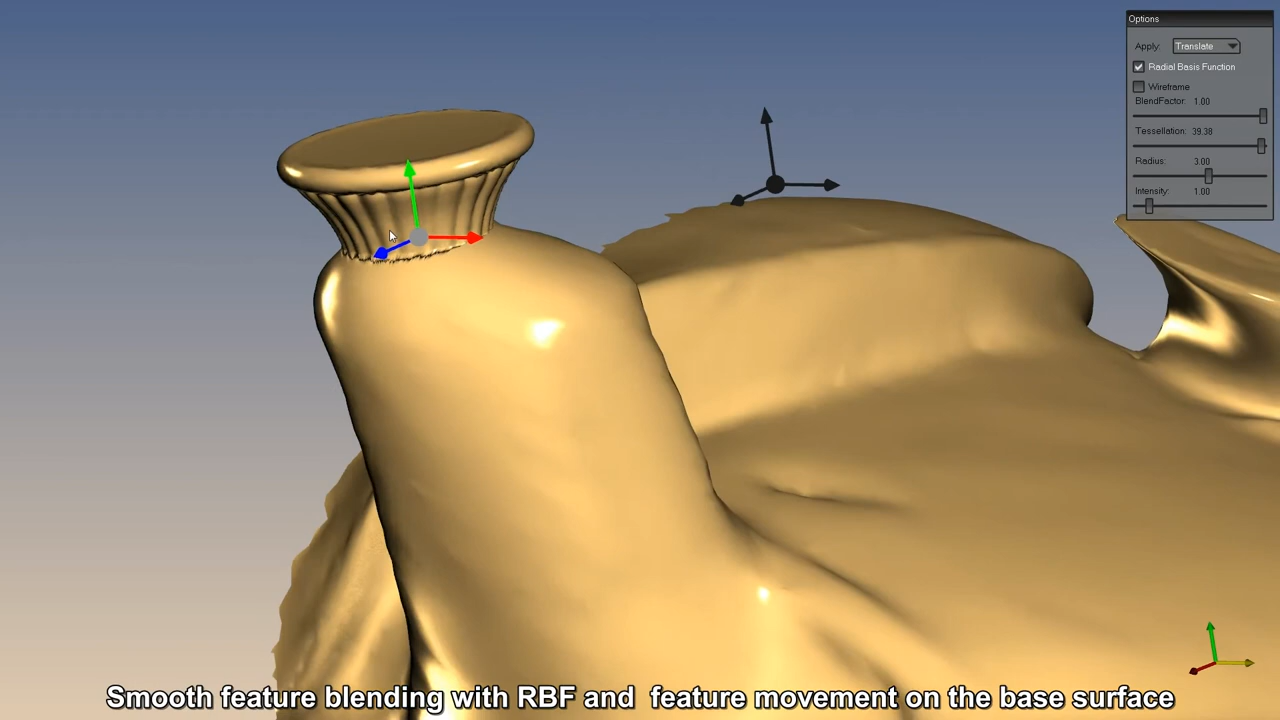 Options
Apply: Translate
Radial Basis Function
Wireframe
BlendFactor: 1.00
Tessellation: 39.38
Radius: 3.00
Intensity: 1.00
Smooth feature blending with RBF and  feature movement on the base surface